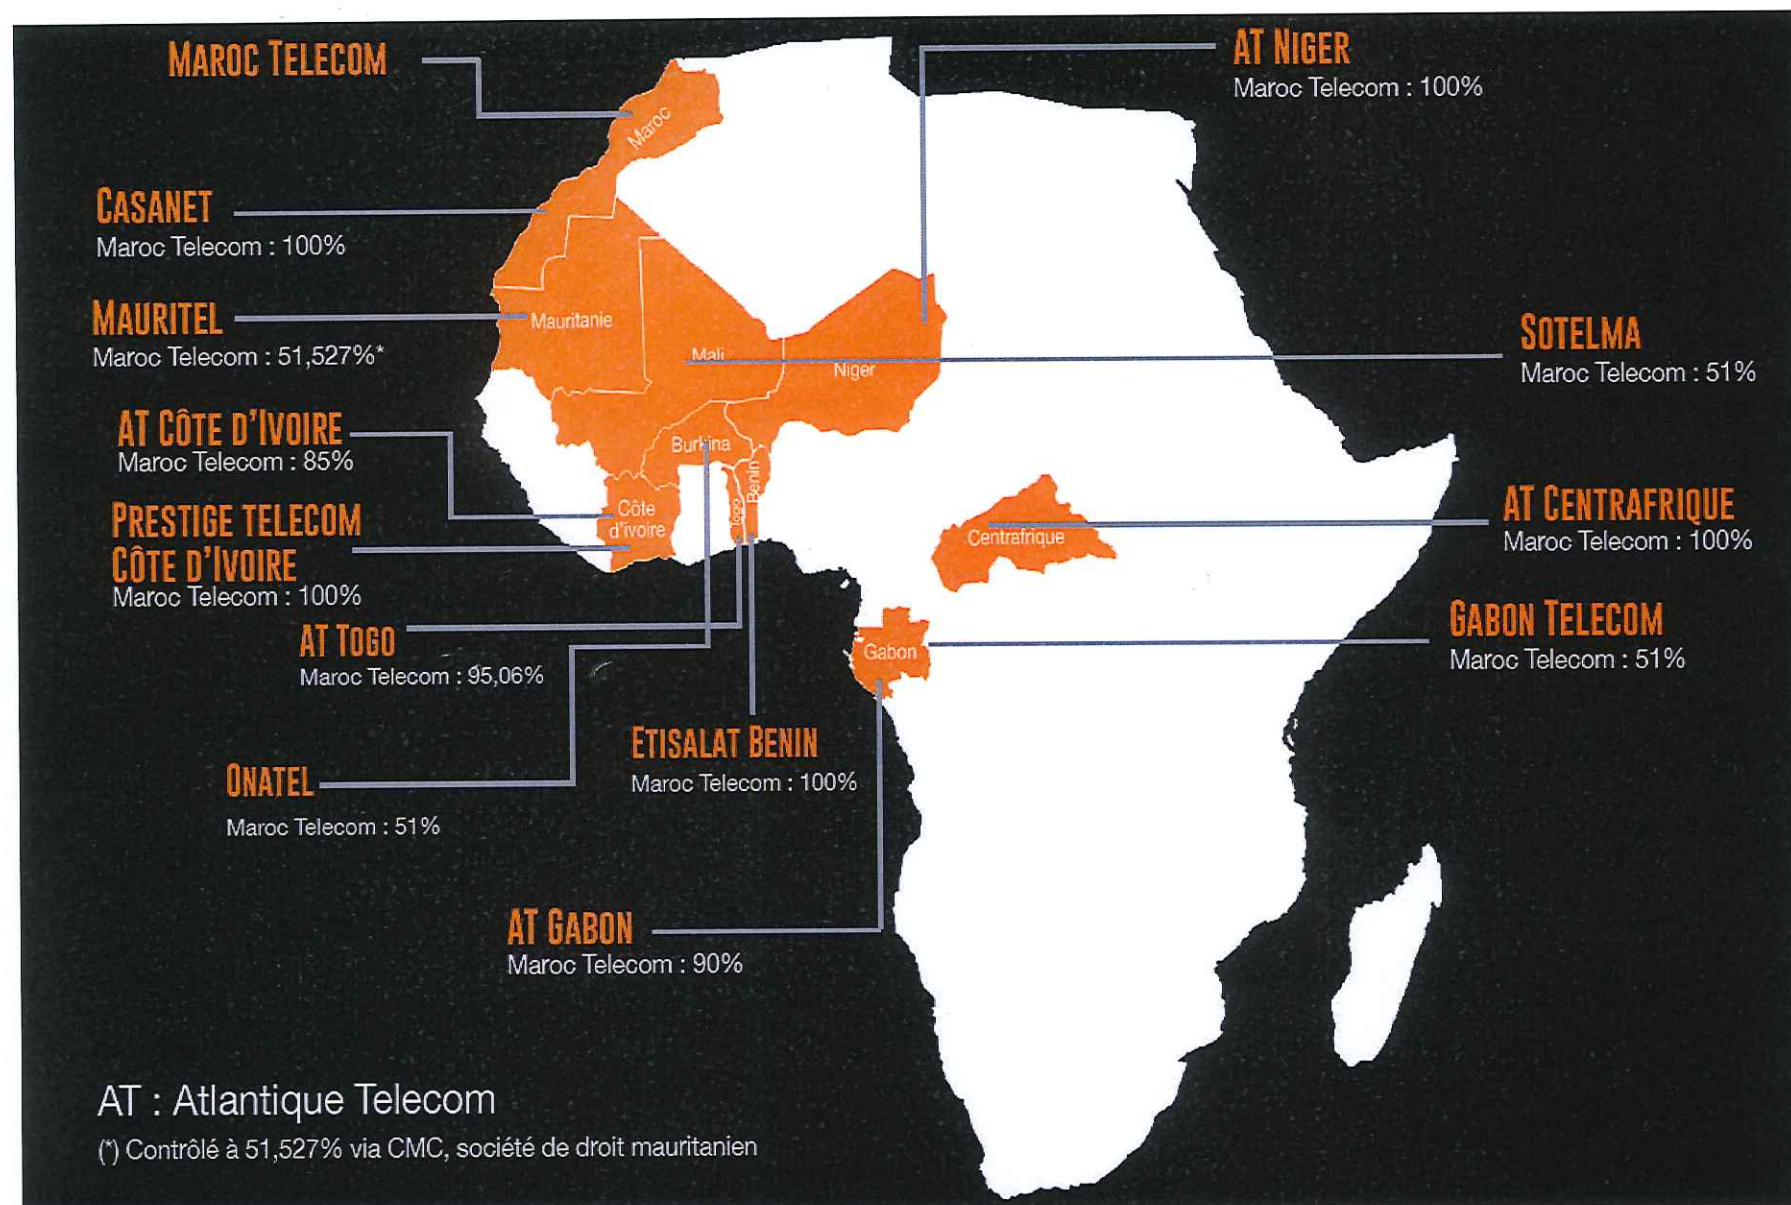 MAROC TELECOM
AT NIGER
Maroc Telecom : 100%
Maroc
CASANET
Maroc Telecom : 100%
MAURITEL
Maroc Telecom : 51,527%*
Mauritanie
Mali
Niger
SOTELMA
Maroc Telecom : 51%
AT CÔTE D'IVOIRE
Maroc Telecom : 85%
Burkina
Benin
Togo
Côte
d'ivoire
PRESTIGE TELECOM
CÔTE D'IVOIRE
Maroc Telecom : 100%
Centrafrique
AT CENTRAFRIQUE
Maroc Telecom : 100%
AT TOGO
Maroc Telecom : 95,06%
Gabon
GABON TELECOM
Maroc Telecom : 51%
ONATEL
Maroc Telecom : 51%
ETISALAT BENIN
Maroc Telecom : 100%
AT GABON
Maroc Telecom : 90%
AT : Atlantique Telecom
(*) Contrôlé à 51,527% via CMC, société de droit mauritanien